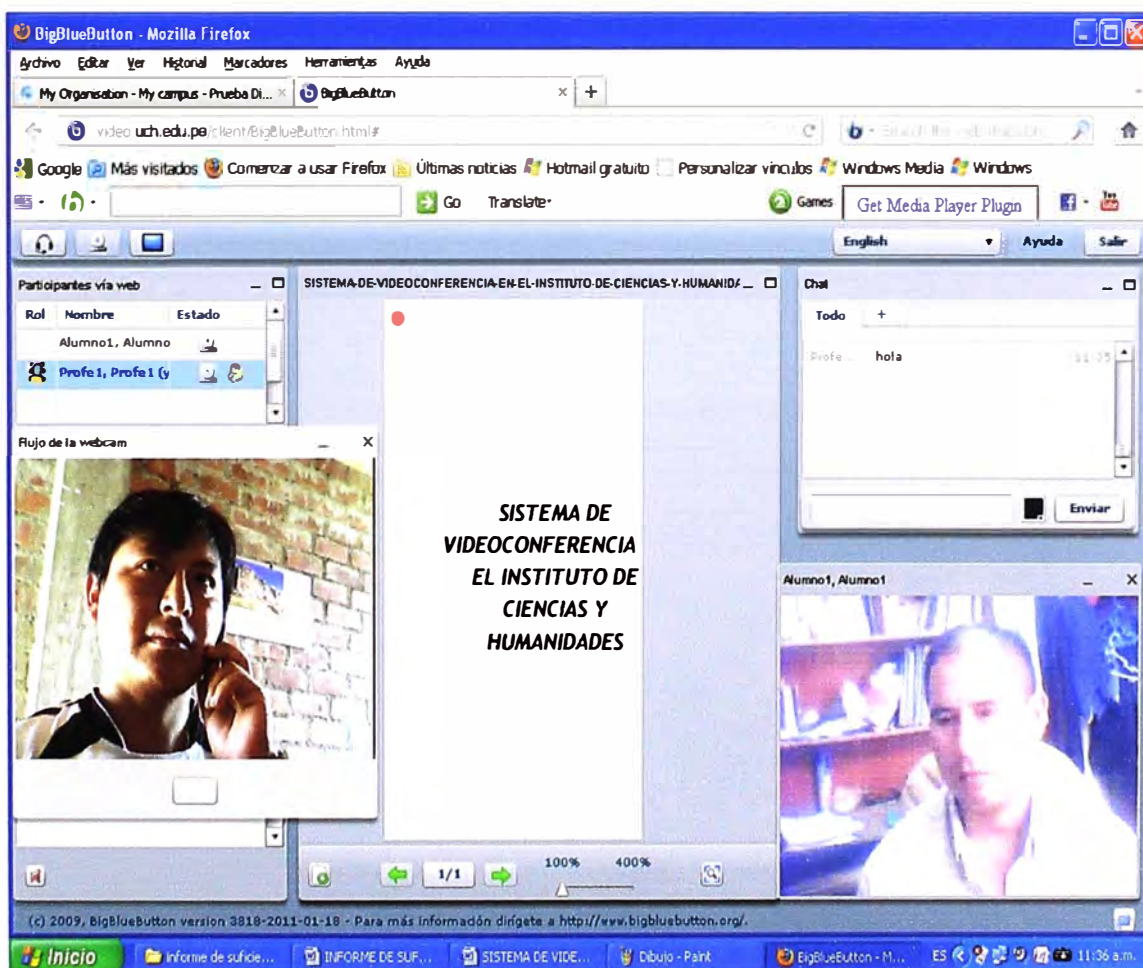 BigBlueButton - Mozilla Firefox
Archivo Editar Ver Historial Marcadores Herramientas Ayuda
My Organisation - My campus - Prueba Di... × BigBlueButton × +
video.uch.edu.pe/client/BigBlueButton.html#
Google Más visitados Comenzar a usar Firefox Últimas noticias Hotmail gratuito Personalizar vínculos Windows Media Windows
Go Translate Games Get Media Player Plugin
English Ayuda Salir
Participantes vía web
Rol Nombre Estado
Alumno1, Alumno
Profe1, Profe1 (y
Flujo de la webcam
SISTEMA-DE-VIDEOCONFERENCIA-EN-EL-INSTITUTO-DE-CIENCIAS-Y-HUMANID
SISTEMA DE
VIDEOCONFERENCIA
EL INSTITUTO DE
CIENCIAS Y
HUMANIDADES
1/1 100% 400%
Chat
Todo +
Profe... hola
Enviar
Alumno1, Alumno1
(c) 2009, BigBlueButton version 3818-2011-01-18 - Para más información dirígete a http://www.bigbluebutton.org/.
Inicio informe de suficie... INFORME DE SUF... SISTEMA DE VIDE... Dibujo - Paint BigBlueButton - M... ES 11:36 a.m.